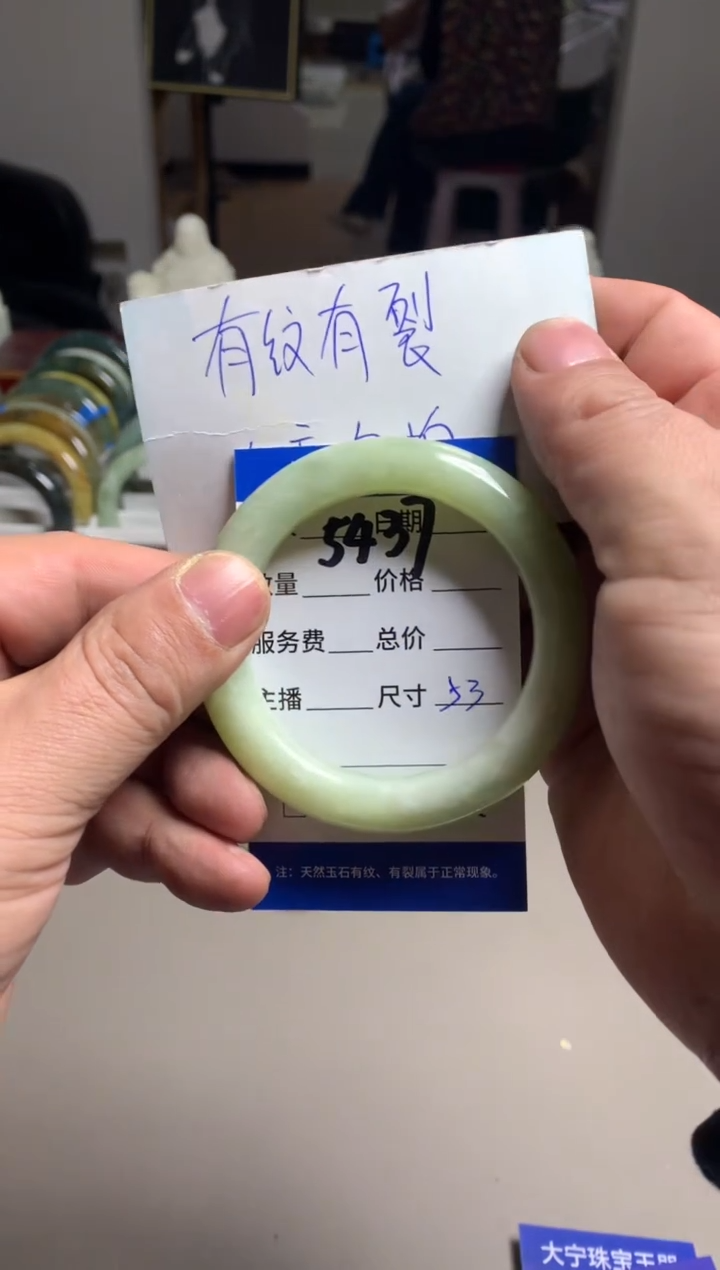 有纹有裂
日期
5437
数量 价格
服务费 总价
主播 尺寸 53
注：天然玉石有纹、有裂属于正常现象。
大宁珠宝玉